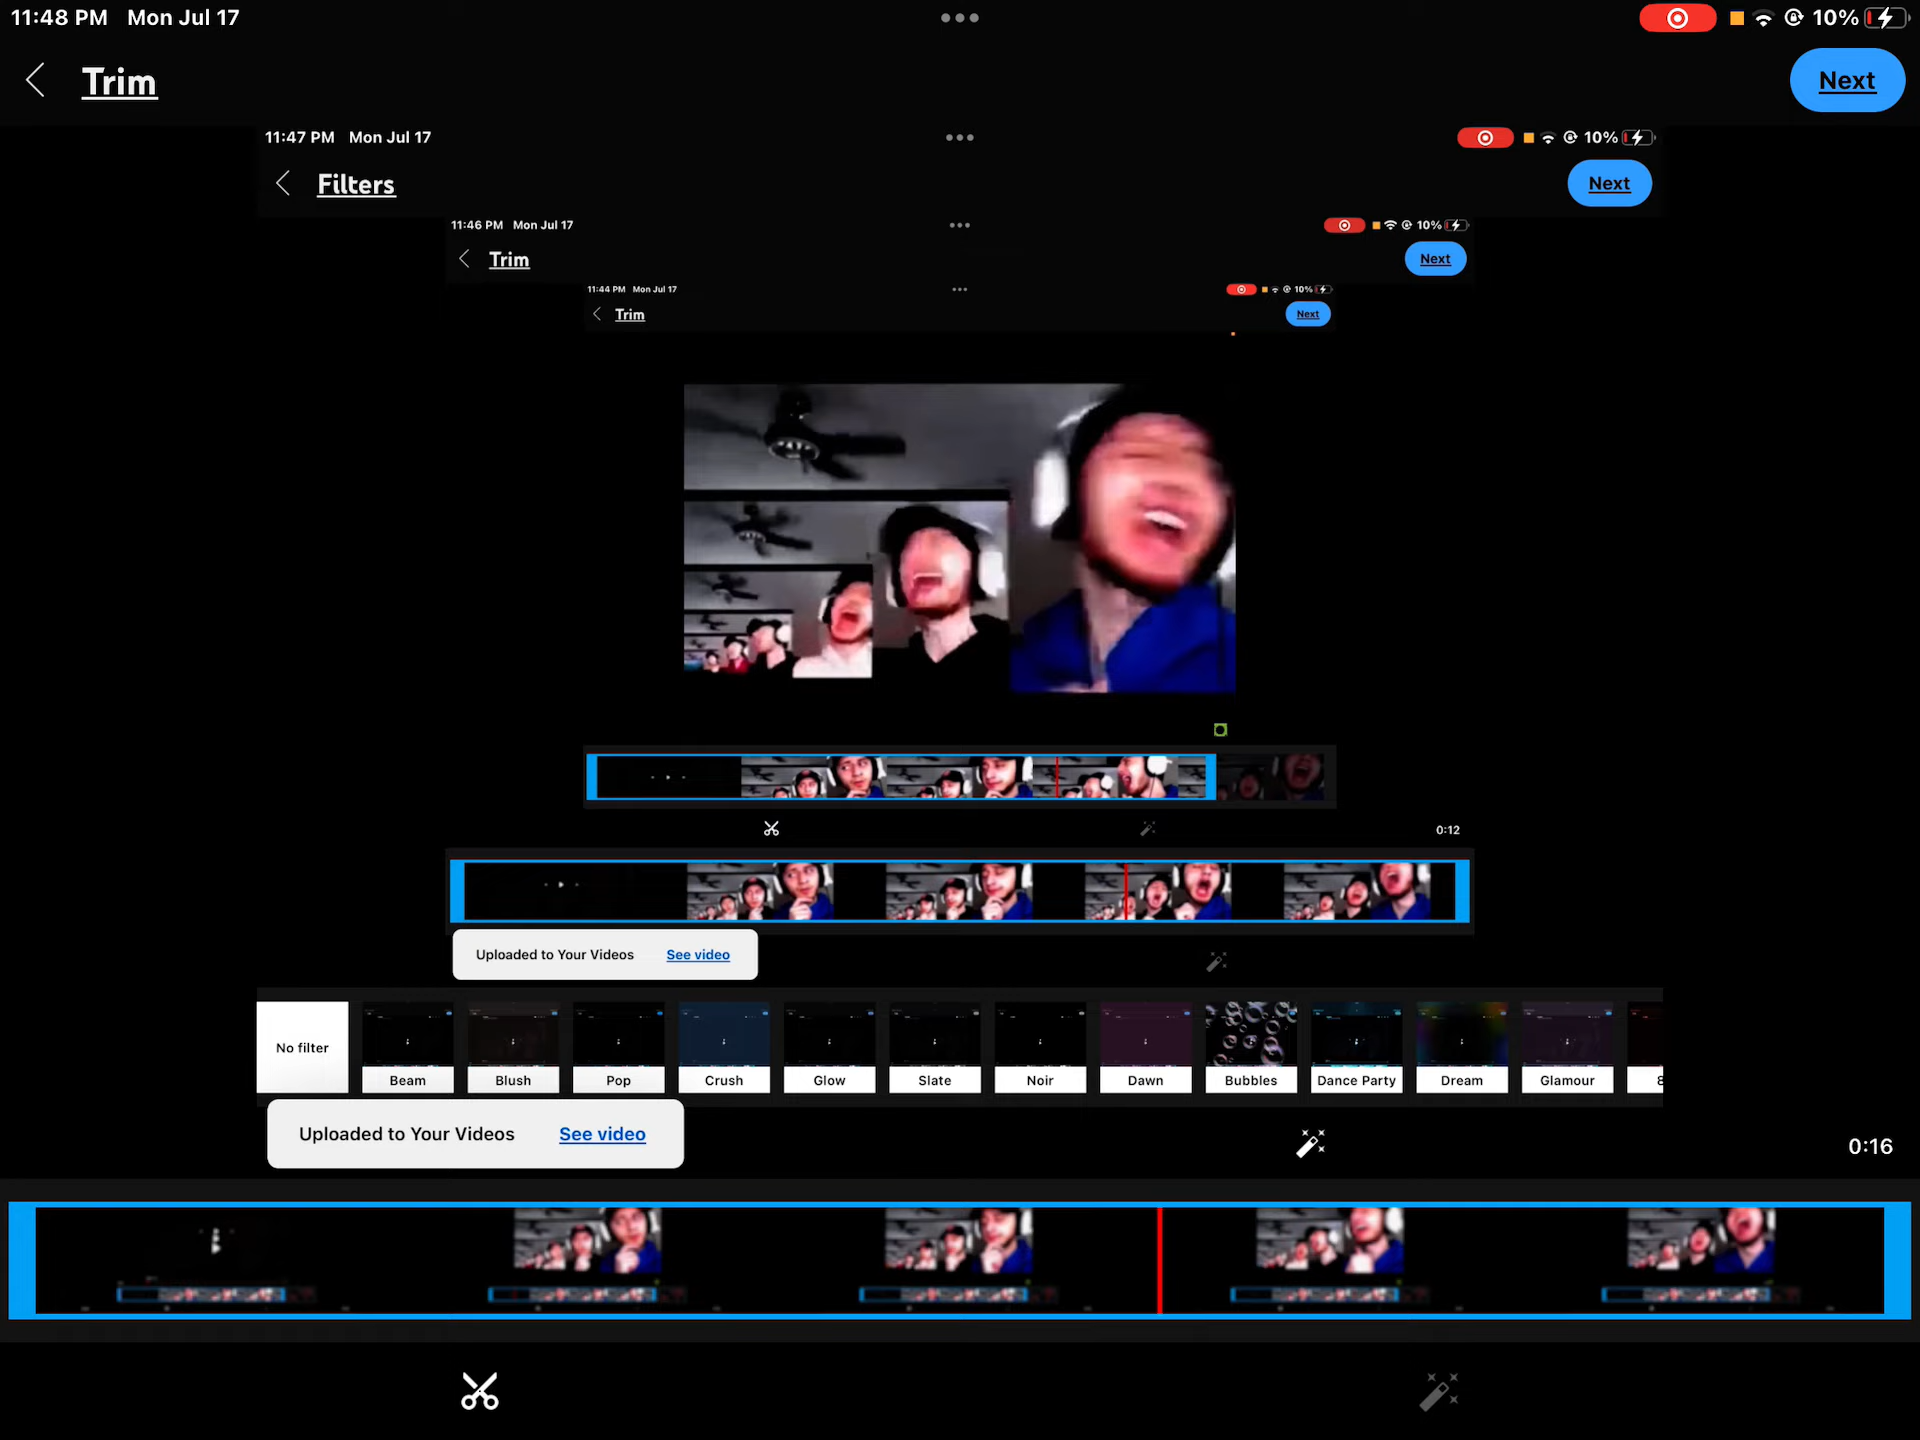 11:48 PM Mon Jul 17 10%
Trim Next
11:47 PM Mon Jul 17 10%
Filters Next
11:46 PM Mon Jul 17 10%
Trim Next
11:44 PM Mon Jul 17 10%
Trim Next
0:12
Uploaded to Your Videos See video
No filter Beam Blush Pop Crush Glow Slate Noir Dawn Bubbles Dance Party Dream Glamour
Uploaded to Your Videos See video
0:16